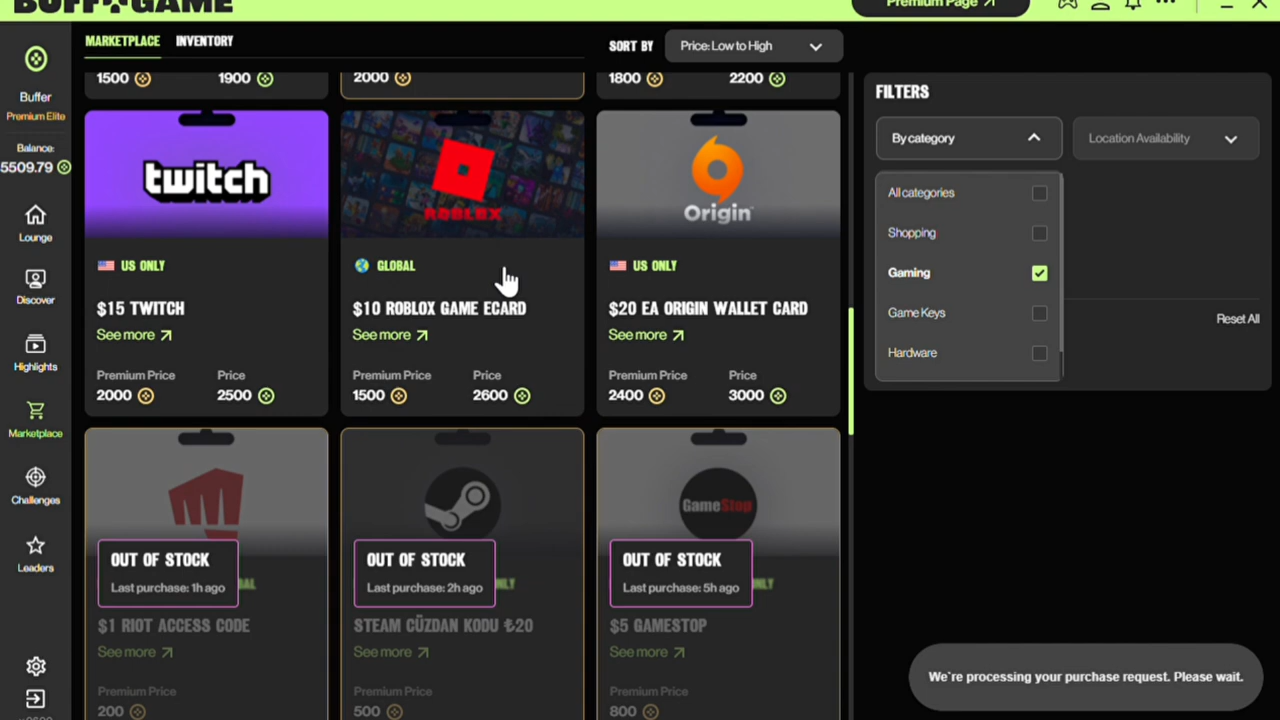 BUFF GAME
Premium Page ↗
Buffer
Premium Elite
Balance:
5509.79
Lounge
Discover
Highlights
Marketplace
Challenges
Leaders
MARKETPLACE INVENTORY
SORT BY Price: Low to High
1500 1900
2000
1800 2200
twitch
US ONLY
$15 TWITCH
See more ↗
Premium Price Price
2000 2500
ROBLOX
GLOBAL
$10 ROBLOX GAME ECARD
See more ↗
Premium Price Price
1500 2600
Origin
US ONLY
$20 EA ORIGIN WALLET CARD
See more ↗
Premium Price Price
2400 3000
OUT OF STOCK
Last purchase: 1h ago
$1 RIOT ACCESS CODE
See more ↗
Premium Price
200
OUT OF STOCK
Last purchase: 2h ago
STEAM CÜZDAN KODU ₺20
See more ↗
Premium Price
500
GameStop
OUT OF STOCK
Last purchase: 5h ago
$5 GAMESTOP
See more ↗
Premium Price
800
FILTERS
By category
Location Availability
All categories
Shopping
Gaming
Game Keys
Hardware
Reset All
We're processing your purchase request. Please wait.